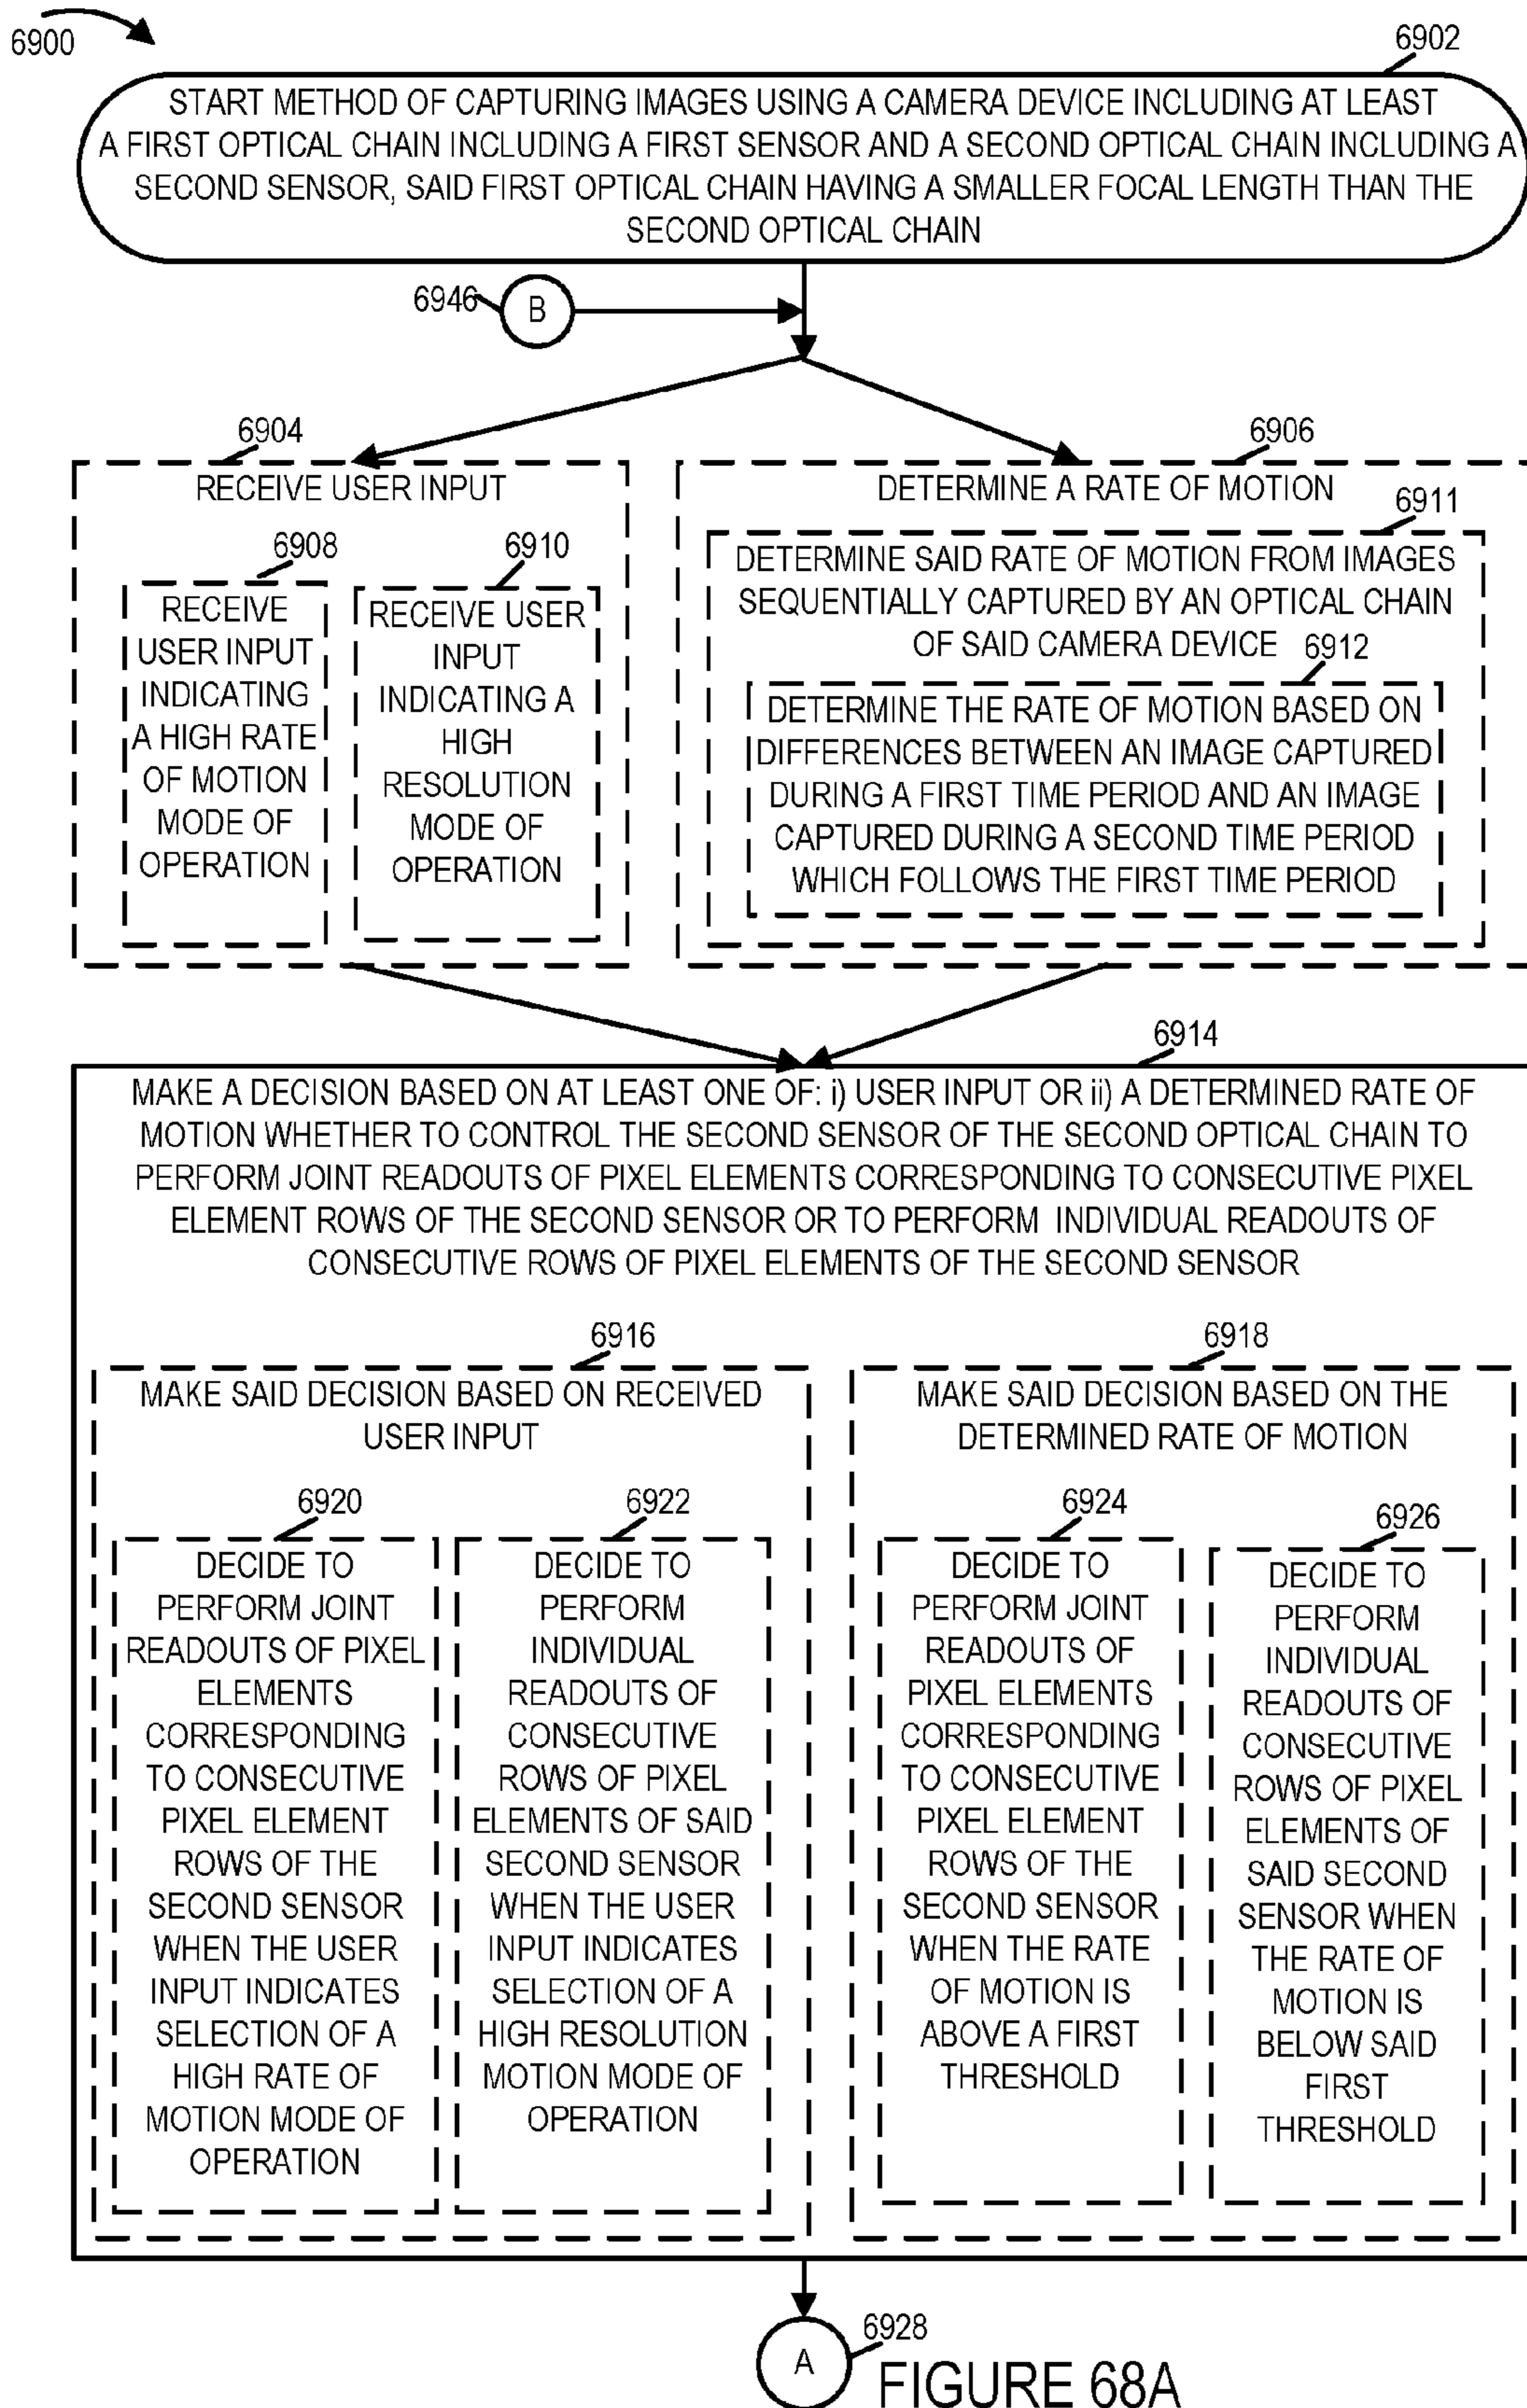 6900
6902
START METHOD OF CAPTURING IMAGES USING A CAMERA DEVICE INCLUDING AT LEAST
A FIRST OPTICAL CHAIN INCLUDING A FIRST SENSOR AND A SECOND OPTICAL CHAIN INCLUDING A
SECOND SENSOR, SAID FIRST OPTICAL CHAIN HAVING A SMALLER FOCAL LENGTH THAN THE
SECOND OPTICAL CHAIN
6946
B
6904
RECEIVE USER INPUT
6908
RECEIVE
USER INPUT
INDICATING
A HIGH RATE
OF MOTION
MODE OF
OPERATION
6910
RECEIVE USER
INPUT
INDICATING A
HIGH
RESOLUTION
MODE OF
OPERATION
6906
DETERMINE A RATE OF MOTION
6911
DETERMINE SAID RATE OF MOTION FROM IMAGES
SEQUENTIALLY CAPTURED BY AN OPTICAL CHAIN
OF SAID CAMERA DEVICE
6912
DETERMINE THE RATE OF MOTION BASED ON
DIFFERENCES BETWEEN AN IMAGE CAPTURED
DURING A FIRST TIME PERIOD AND AN IMAGE
CAPTURED DURING A SECOND TIME PERIOD
WHICH FOLLOWS THE FIRST TIME PERIOD
6914
MAKE A DECISION BASED ON AT LEAST ONE OF: i) USER INPUT OR ii) A DETERMINED RATE OF
MOTION WHETHER TO CONTROL THE SECOND SENSOR OF THE SECOND OPTICAL CHAIN TO
PERFORM JOINT READOUTS OF PIXEL ELEMENTS CORRESPONDING TO CONSECUTIVE PIXEL
ELEMENT ROWS OF THE SECOND SENSOR OR TO PERFORM INDIVIDUAL READOUTS OF
CONSECUTIVE ROWS OF PIXEL ELEMENTS OF THE SECOND SENSOR
6916
MAKE SAID DECISION BASED ON RECEIVED
USER INPUT
6920
DECIDE TO
PERFORM JOINT
READOUTS OF PIXEL
ELEMENTS
CORRESPONDING
TO CONSECUTIVE
PIXEL ELEMENT
ROWS OF THE
SECOND SENSOR
WHEN THE USER
INPUT INDICATES
SELECTION OF A
HIGH RATE OF
MOTION MODE OF
OPERATION
6922
DECIDE TO
PERFORM
INDIVIDUAL
READOUTS OF
CONSECUTIVE
ROWS OF PIXEL
ELEMENTS OF SAID
SECOND SENSOR
WHEN THE USER
INPUT INDICATES
SELECTION OF A
HIGH RESOLUTION
MOTION MODE OF
OPERATION
6918
MAKE SAID DECISION BASED ON THE
DETERMINED RATE OF MOTION
6924
DECIDE TO
PERFORM JOINT
READOUTS OF
PIXEL ELEMENTS
CORRESPONDING
TO CONSECUTIVE
PIXEL ELEMENT
ROWS OF THE
SECOND SENSOR
WHEN THE RATE
OF MOTION IS
ABOVE A FIRST
THRESHOLD
6926
DECIDE TO
PERFORM
INDIVIDUAL
READOUTS OF
CONSECUTIVE
ROWS OF PIXEL
ELEMENTS OF
SAID SECOND
SENSOR WHEN
THE RATE OF
MOTION IS
BELOW SAID
FIRST
THRESHOLD
A
6928
FIGURE 68A